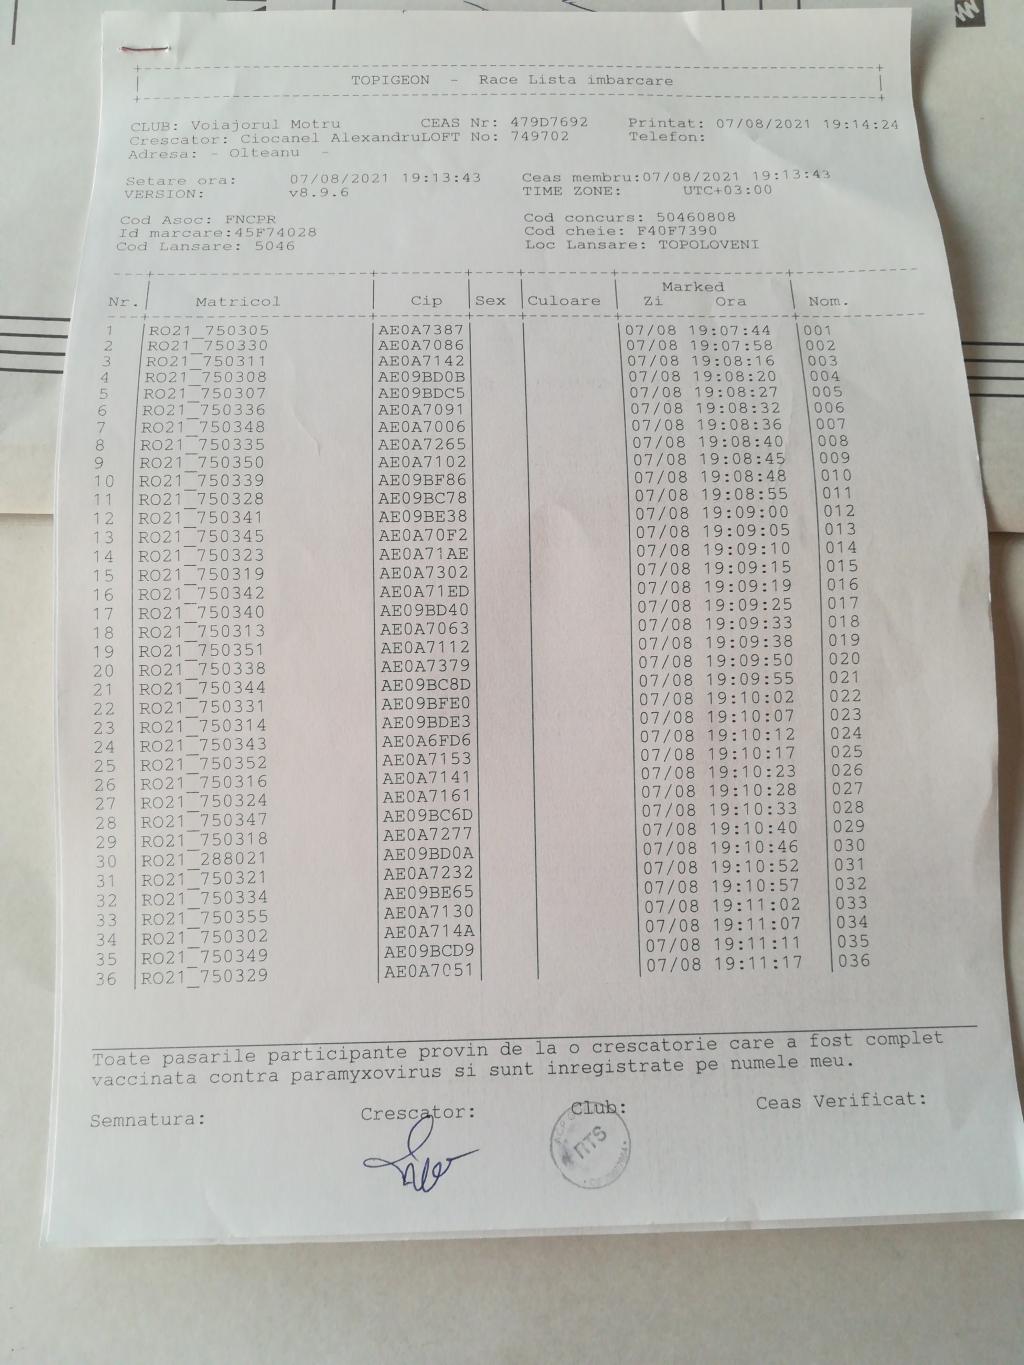 TOPIGEON - Race Lista imbarcare
CLUB: Voiajorul Motru CEAS Nr: 479D7692 Printat: 07/08/2021 19:14:24
Crescator: Ciocanel AlexandruLOFT No: 749702 Telefon:
Adresa: - Olteanu -
Setare ora: 07/08/2021 19:13:43 Ceas membru:07/08/2021 19:13:43
VERSION: v8.9.6 TIME ZONE: UTC+03:00
Cod Asoc: FNCPR Cod concurs: 50460808
Id marcare:45F74028 Cod cheie: F40F7390
Cod Lansare: 5046 Loc Lansare: TOPOLOVENI
Marked
Nr. Matricol Cip Sex Culoare Zi Ora Nom.
1 RO21_750305 AE0A7387 07/08 19:07:44 001
2 RO21_750330 AE0A7086 07/08 19:07:58 002
3 RO21_750311 AE0A7142 07/08 19:08:16 003
4 RO21_750308 AE09BD0B 07/08 19:08:20 004
5 RO21_750307 AE09BDC5 07/08 19:08:27 005
6 RO21_750336 AE0A7091 07/08 19:08:32 006
7 RO21_750348 AE0A7006 07/08 19:08:36 007
8 RO21_750335 AE0A7265 07/08 19:08:40 008
9 RO21_750350 AE0A7102 07/08 19:08:45 009
10 RO21_750339 AE09BF86 07/08 19:08:48 010
11 RO21_750328 AE09BC78 07/08 19:08:55 011
12 RO21_750341 AE09BE38 07/08 19:09:00 012
13 RO21_750345 AE0A70F2 07/08 19:09:05 013
14 RO21_750323 AE0A71AE 07/08 19:09:10 014
15 RO21_750319 AE0A7302 07/08 19:09:15 015
16 RO21_750342 AE0A71ED 07/08 19:09:19 016
17 RO21_750340 AE09BD40 07/08 19:09:25 017
18 RO21_750313 AE0A7063 07/08 19:09:33 018
19 RO21_750351 AE0A7112 07/08 19:09:38 019
20 RO21_750338 AE0A7379 07/08 19:09:50 020
21 RO21_750344 AE09BC8D 07/08 19:09:55 021
22 RO21_750331 AE09BFE0 07/08 19:10:02 022
23 RO21_750314 AE09BDE3 07/08 19:10:07 023
24 RO21_750343 AE0A6FD6 07/08 19:10:12 024
25 RO21_750352 AE0A7153 07/08 19:10:17 025
26 RO21_750316 AE0A7141 07/08 19:10:23 026
27 RO21_750324 AE0A7161 07/08 19:10:28 027
28 RO21_750347 AE09BC6D 07/08 19:10:33 028
29 RO21_750318 AE0A7277 07/08 19:10:40 029
30 RO21_288021 AE09BD0A 07/08 19:10:46 030
31 RO21_750321 AE0A7232 07/08 19:10:52 031
32 RO21_750334 AE09BE65 07/08 19:10:57 032
33 RO21_750355 AE0A7130 07/08 19:11:02 033
34 RO21_750302 AE0A714A 07/08 19:11:07 034
35 RO21_750349 AE09BCD9 07/08 19:11:11 035
36 RO21_750329 AE0A7051 07/08 19:11:17 036
Toate pasarile participante provin de la o crescatorie care a fost complet
vaccinata contra paramyxovirus si sunt inregistrate pe numele meu.
Semnatura: Crescator: Club: Ceas Verificat:
RTS